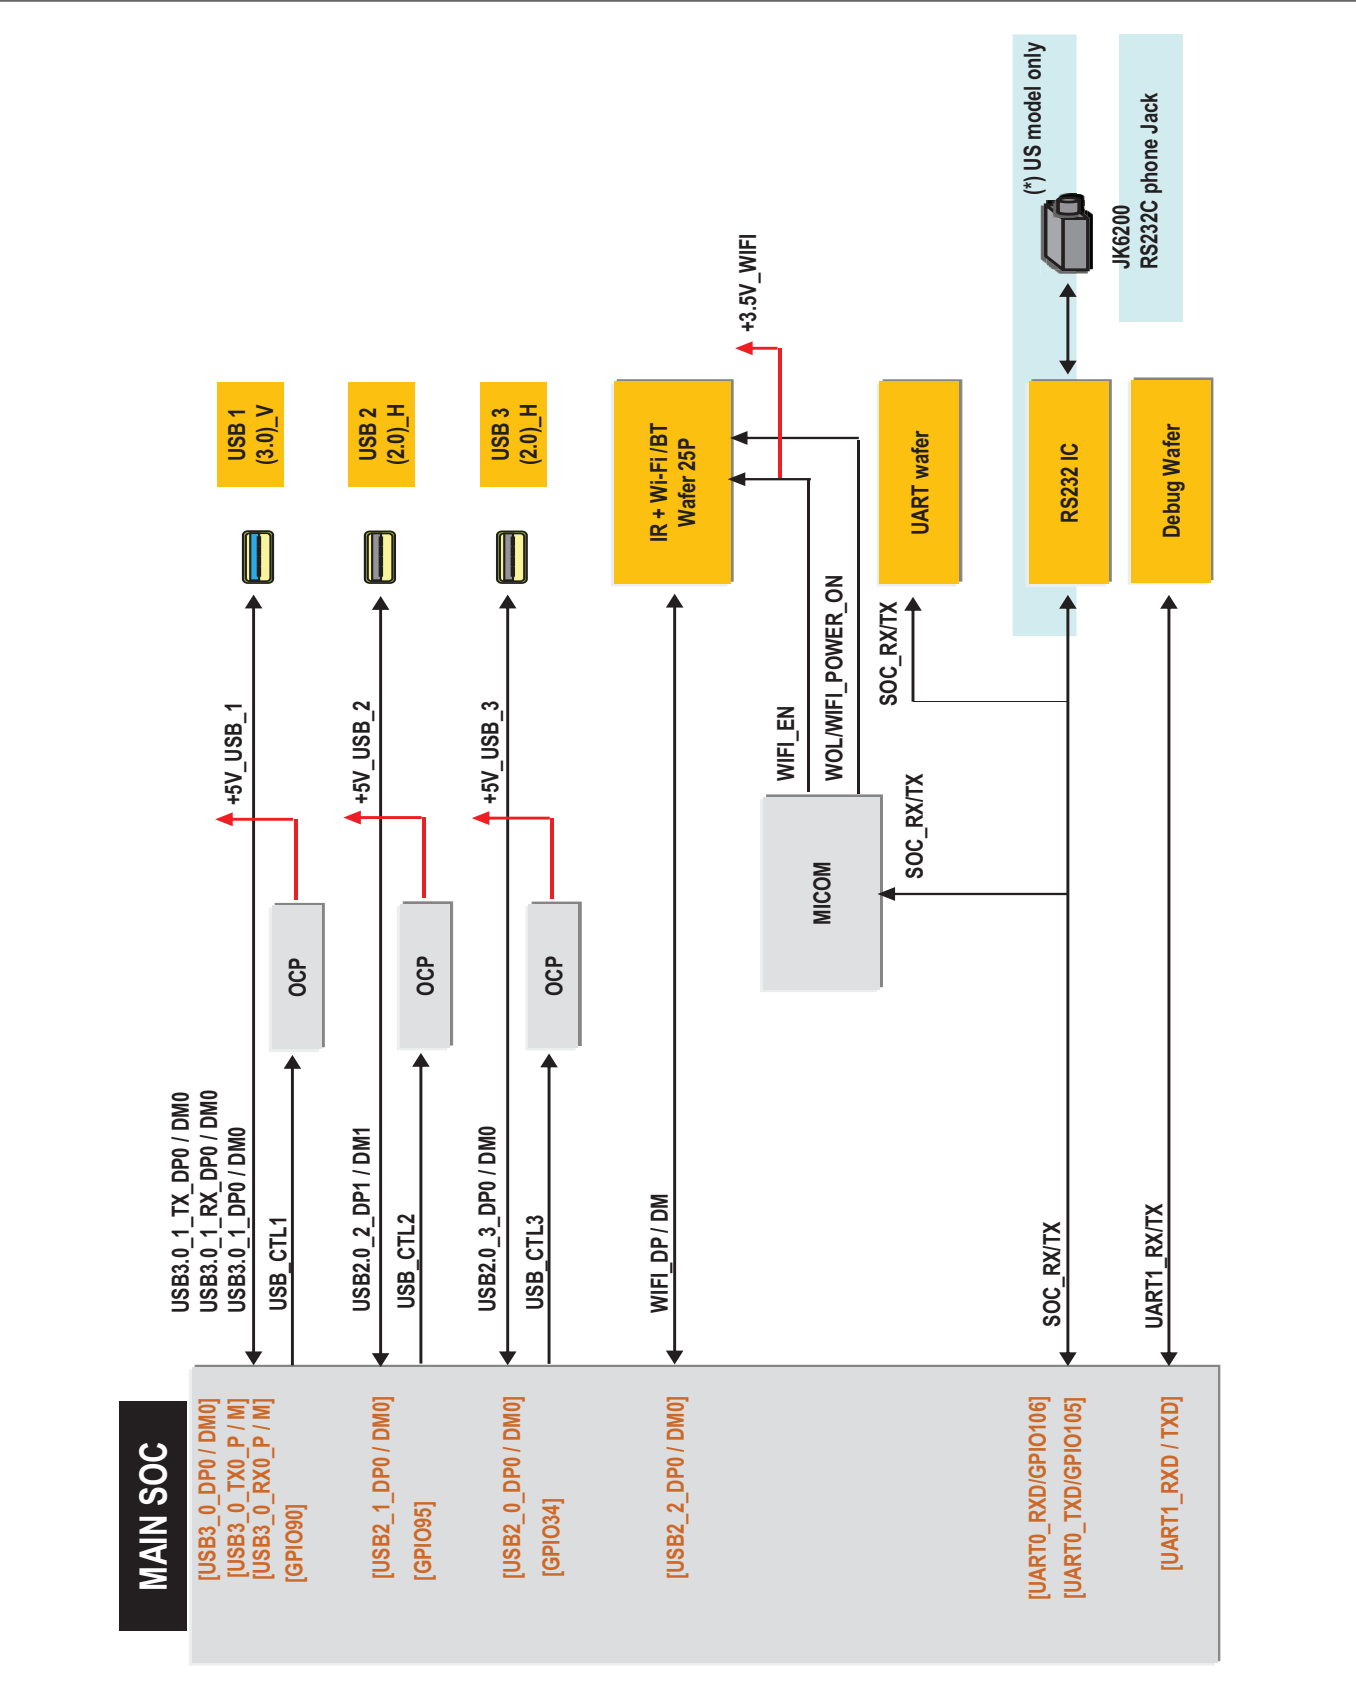 MAIN SOC
[USB3_0_DP0 / DM0]
[USB3_0_TX0_P / M]
[USB3_0_RX0_P / M]
[GPIO90]
[USB2_1_DP0 / DM0]
[GPIO95]
[USB2_0_DP0 / DM0]
[GPIO34]
[USB2_2_DP0 / DM0]
[UART0_RXD/GPIO106]
[UART0_TXD/GPIO105]
[UART1_RXD / TXD]
USB3.0_1_TX_DP0 / DM0
USB3.0_1_RX_DP0 / DM0
USB3.0_1_DP0 / DM0
USB_CTL1
USB2.0_2_DP1 / DM1
USB_CTL2
USB2.0_3_DP0 / DM0
USB_CTL3
WIFI_DP / DM
SOC_RX/TX
UART1_RX/TX
OCP
OCP
OCP
MICOM
+5V_USB_1
+5V_USB_2
+5V_USB_3
WIFI_EN
WOL/WIFI_POWER_ON
SOC_RX/TX
SOC_RX/TX
USB 1
(3.0)_V
USB 2
(2.0)_H
USB 3
(2.0)_H
IR + Wi-Fi /BT
Wafer 25P
+3.5V_WIFI
UART wafer
RS232 IC
Debug Wafer
(*) US model only
JK6200
RS232C phone Jack